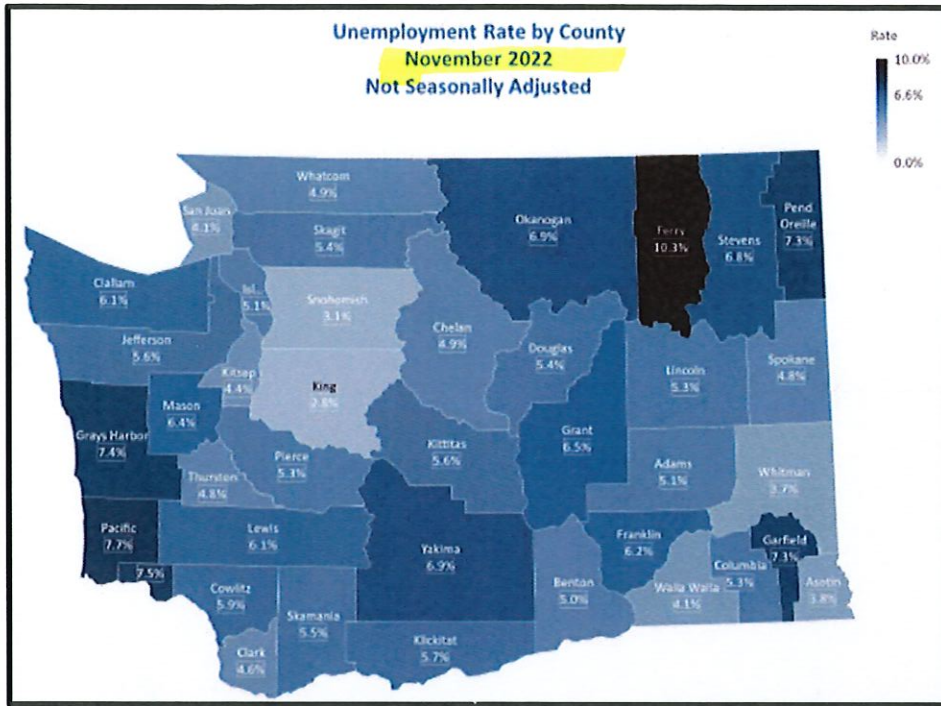 Unemployment Rate by County
November 2022
Not Seasonally Adjusted
Rate
10.0%
6.6%
0.0%
Whatcom
4.9%
San Juan
4.1%
Skagit
5.4%
Okanogan
6.9%
Ferry
10.3%
Stevens
6.8%
Pend
Oreille
7.3%
Clallam
6.1%
Isl...
5.1%
Snohomish
3.1%
Chelan
4.9%
Douglas
5.4%
Jefferson
5.6%
Kitsap
4.4%
King
2.8%
Lincoln
5.3%
Spokane
4.8%
Mason
6.4%
Grays Harbor
7.4%
Pierce
5.3%
Kittitas
5.6%
Grant
6.5%
Adams
5.1%
Whitman
3.7%
Thurston
4.8%
Pacific
7.7%
Lewis
6.1%
Yakima
6.9%
Franklin
6.2%
Garfield
7.3%
7.5%
Cowlitz
5.9%
Skamania
5.5%
Benton
5.0%
Walla Walla
4.1%
Columbia
5.3%
Asotin
3.8%
Clark
4.6%
Klickitat
5.7%